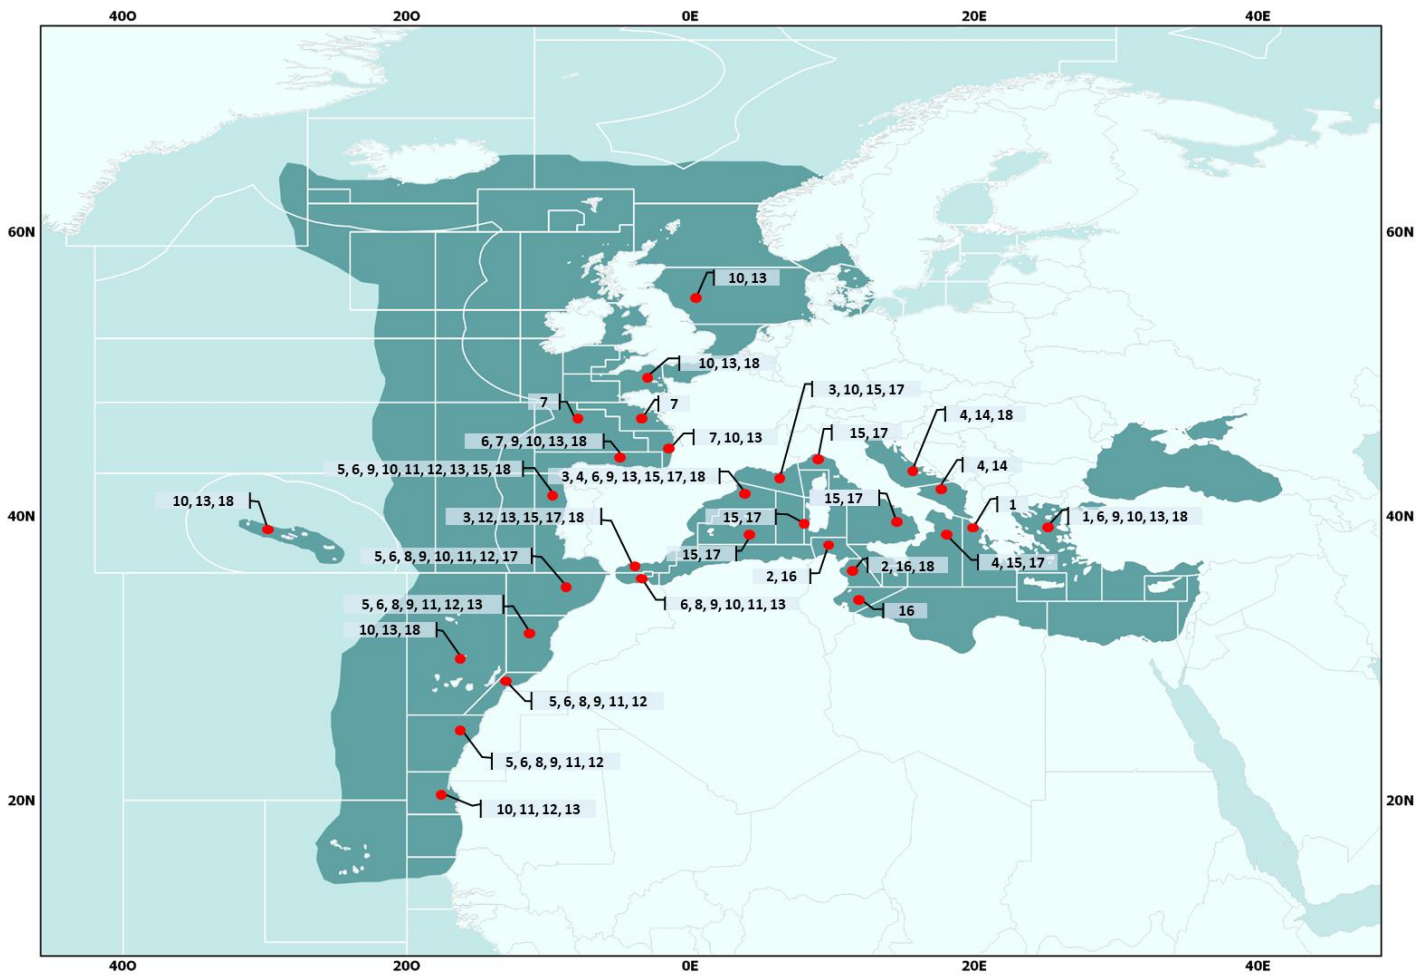 40O 20O 0E 20E 40E
60N 60N
10, 13
10, 13, 18
3, 10, 15, 17
7
7
4, 14, 18
6, 7, 9, 10, 13, 18
7, 10, 13
15, 17
4, 14
5, 6, 9, 10, 11, 12, 13, 15, 18
3, 4, 6, 9, 13, 15, 17, 18
10, 13, 18
15, 17
1
40N 40N
3, 12, 13, 15, 17, 18
15, 17
1, 6, 9, 10, 13, 18
5, 6, 8, 9, 10, 11, 12, 17
15, 17
4, 15, 17
2, 16
2, 16, 18
5, 6, 8, 9, 11, 12, 13
6, 8, 9, 10, 11, 13
16
10, 13, 18
5, 6, 8, 9, 11, 12
5, 6, 8, 9, 11, 12
20N 20N
10, 11, 12, 13
40O 20O 0E 20E 40E